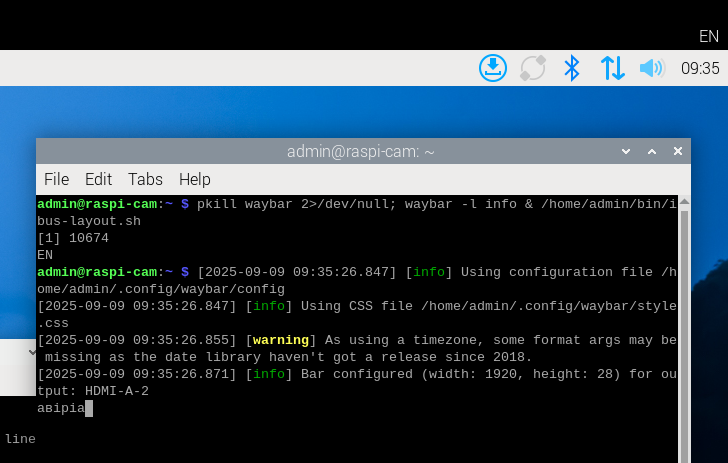 EN
09:35
admin@raspi-cam: ~
File Edit Tabs Help
admin@raspi-cam:~ $ pkill waybar 2>/dev/null; waybar -l info & /home/admin/bin/i
bus-layout.sh
[1] 10674
EN
admin@raspi-cam:~ $ [2025-09-09 09:35:26.847] [info] Using configuration file /h
ome/admin/.config/waybar/config
[2025-09-09 09:35:26.847] [info] Using CSS file /home/admin/.config/waybar/style
.css
[2025-09-09 09:35:26.855] [warning] As using a timezone, some format args may be
missing as the date library haven't got a release since 2018.
[2025-09-09 09:35:26.871] [info] Bar configured (width: 1920, height: 28) for ou
tput: HDMI-A-2
авіріа
line